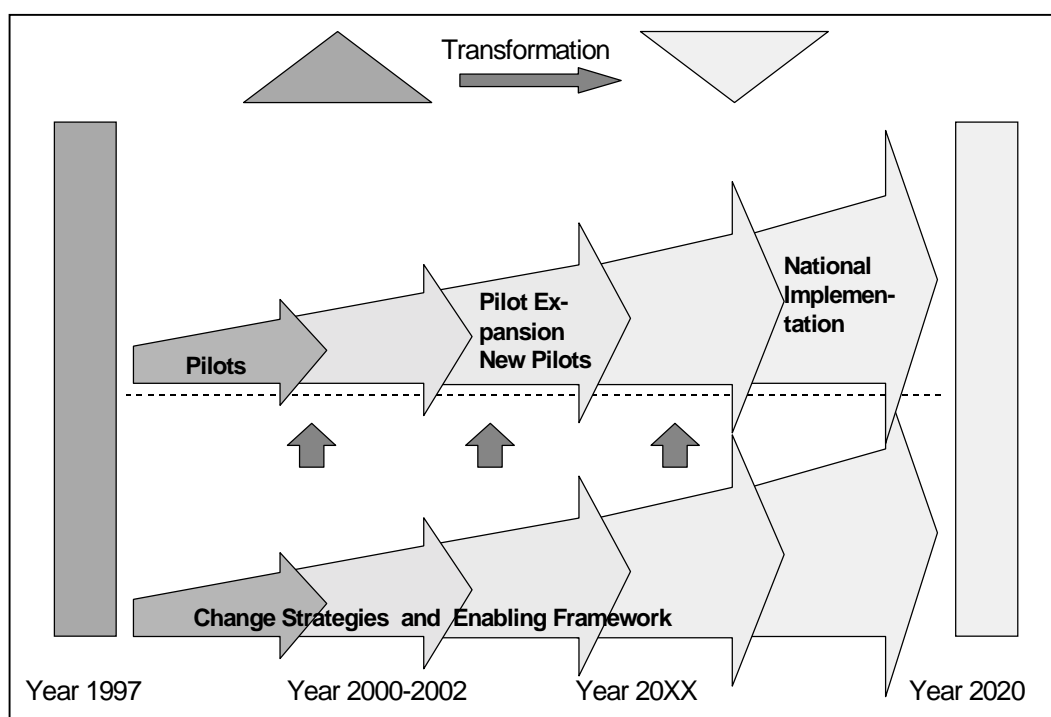 Transformation
National
Implemen-
tation
Pilot Ex-
pansion
New Pilots
Pilots
Change Strategies and Enabling Framework
Year 1997
Year 2000-2002
Year 20XX
Year 2020